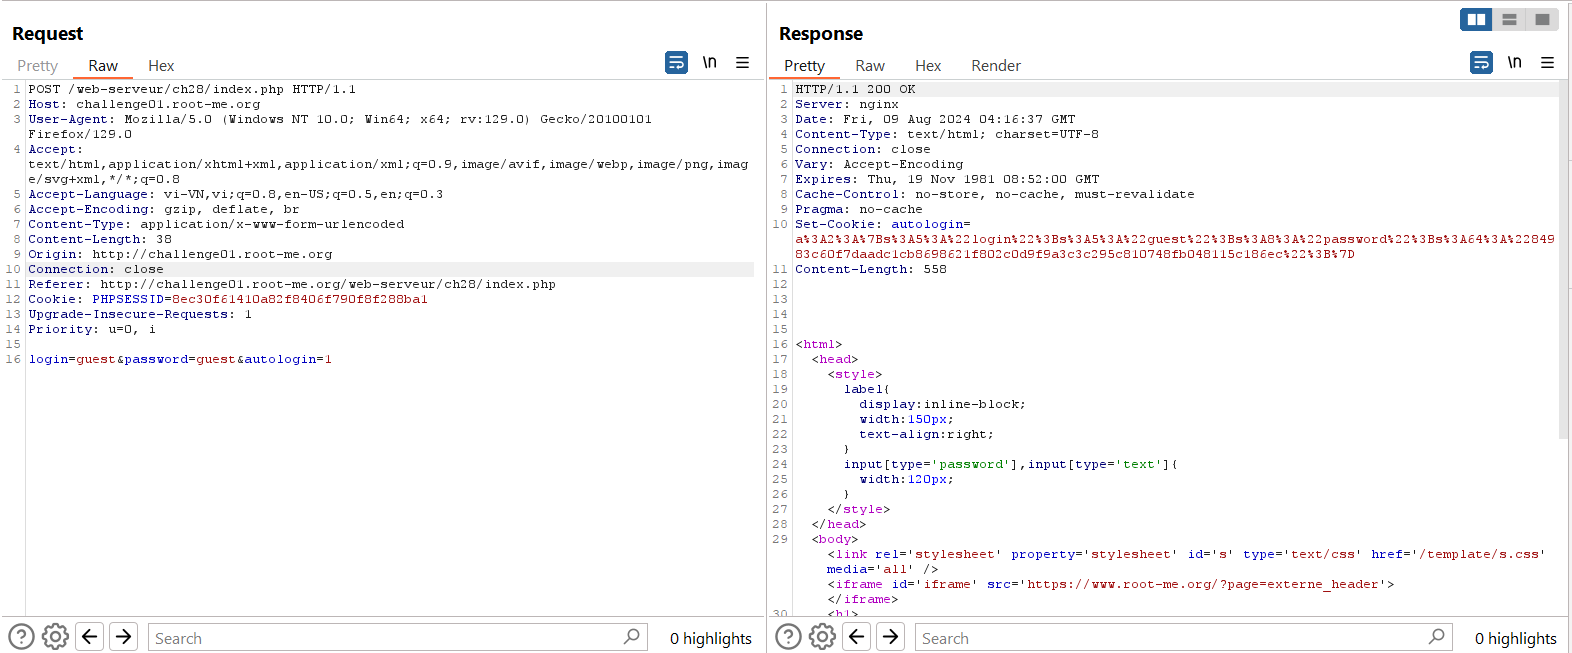 Request
Pretty Raw Hex \n
1 POST /web-serveur/ch28/index.php HTTP/1.1
2 Host: challenge01.root-me.org
3 User-Agent: Mozilla/5.0 (Windows NT 10.0; Win64; x64; rv:129.0) Gecko/20100101
Firefox/129.0
4 Accept:
text/html,application/xhtml+xml,application/xml;q=0.9,image/avif,image/webp,image/png,imag
e/svg+xml,*/*;q=0.8
5 Accept-Language: vi-VN,vi;q=0.8,en-US;q=0.5,en;q=0.3
6 Accept-Encoding: gzip, deflate, br
7 Content-Type: application/x-www-form-urlencoded
8 Content-Length: 38
9 Origin: http://challenge01.root-me.org
10 Connection: close
11 Referer: http://challenge01.root-me.org/web-serveur/ch28/index.php
12 Cookie: PHPSESSID=8ec30f61410a82f8406f790f8f288ba1
13 Upgrade-Insecure-Requests: 1
14 Priority: u=0, i
15
16 login=guest&password=guest&autologin=1
Search 0 highlights
Response
Pretty Raw Hex Render \n
1 HTTP/1.1 200 OK
2 Server: nginx
3 Date: Fri, 09 Aug 2024 04:16:37 GMT
4 Content-Type: text/html; charset=UTF-8
5 Connection: close
6 Vary: Accept-Encoding
7 Expires: Thu, 19 Nov 1981 08:52:00 GMT
8 Cache-Control: no-store, no-cache, must-revalidate
9 Pragma: no-cache
10 Set-Cookie: autologin=
a%3A2%3A%7Bs%3A5%3A%22login%22%3Bs%3A5%3A%22guest%22%3Bs%3A8%3A%22password%22%3Bs%3A64%3A%22849
83c60f7daadc1cb8698621f802c0d9f9a3c3c295c810748fb048115c186ec%22%3B%7D
11 Content-Length: 558
12
13
14
15
16 <html>
17 <head>
18 <style>
19 label{
20 display:inline-block;
21 width:150px;
22 text-align:right;
23 }
24 input[type='password'],input[type='text']{
25 width:120px;
26 }
27 </style>
28 </head>
29 <body>
<link rel='stylesheet' property='stylesheet' id='s' type='text/css' href='/template/s.css'
media='all' />
<iframe id='iframe' src='https://www.root-me.org/?page=externe_header'>
</iframe>
30 <h1>
Search 0 highlights